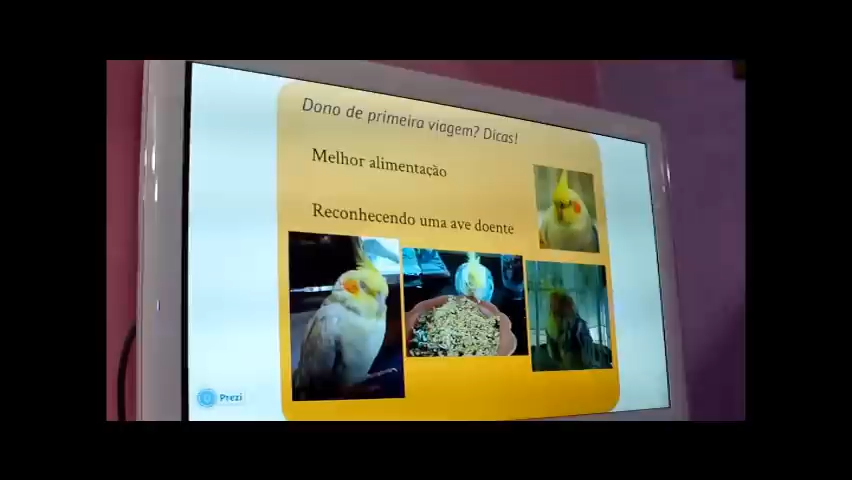 Dono de primeira viagem? Dicas!
Melhor alimentação
Reconhecendo uma ave doente
Prezi